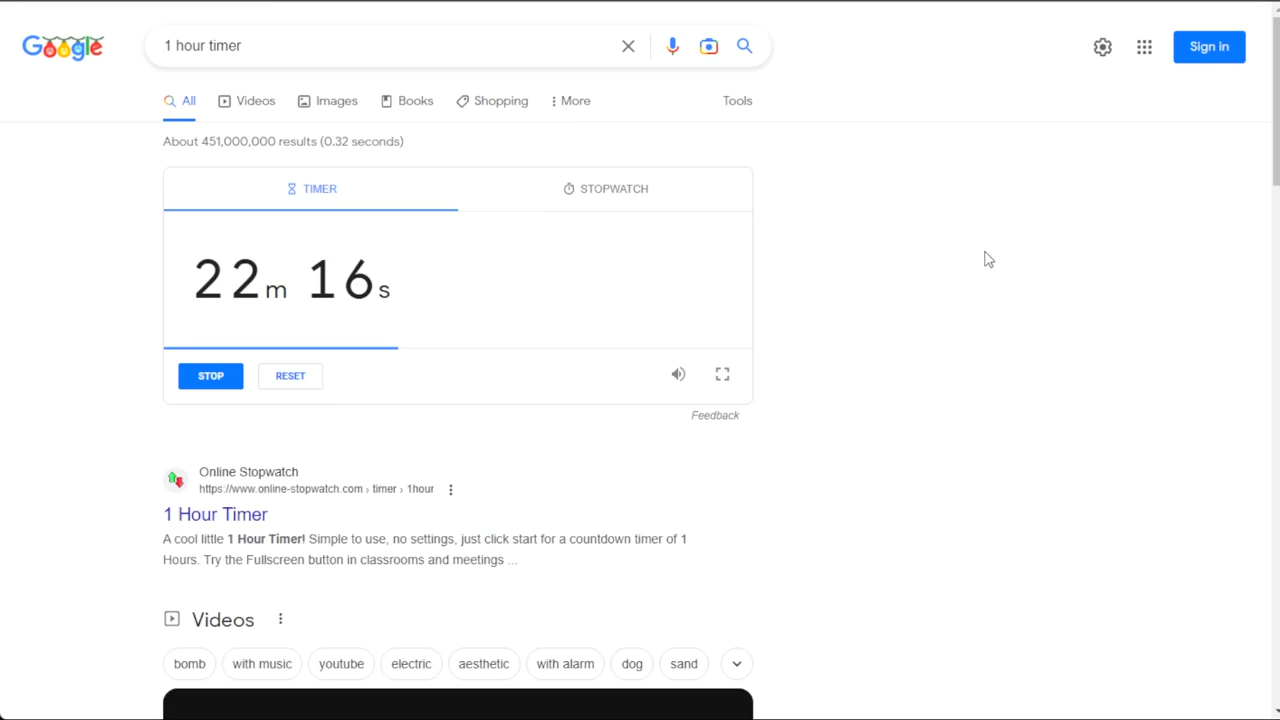 Google
1 hour timer
Sign in
All Videos Images Books Shopping More Tools
About 451,000,000 results (0.32 seconds)
TIMER STOPWATCH
22m 16s
STOP RESET
Feedback
Online Stopwatch
https://www.online-stopwatch.com › timer › 1hour
1 Hour Timer
A cool little 1 Hour Timer! Simple to use, no settings, just click start for a countdown timer of 1
Hours. Try the Fullscreen button in classrooms and meetings ...
Videos
bomb with music youtube electric aesthetic with alarm dog sand